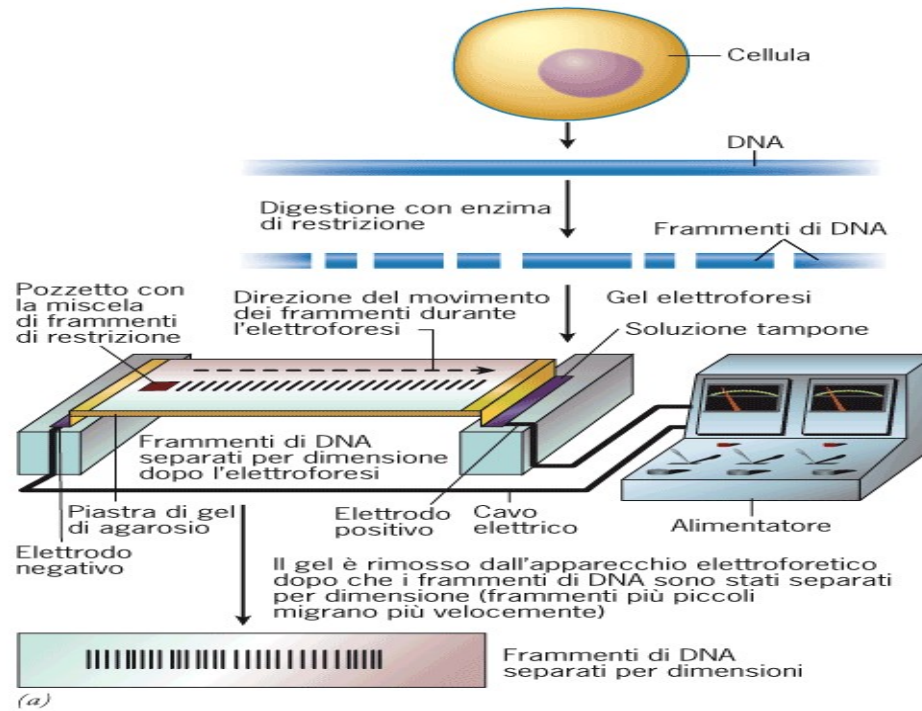 Cellula
DNA
Digestione con enzima
di restrizione
Frammenti di DNA
Pozzetto con
la miscela
di frammenti
di restrizione
Direzione del movimento
dei frammenti durante
l'elettroforesi
Gel elettroforesi
Soluzione tampone
Frammenti di DNA
separati per dimensione
dopo l'elettroforesi
Piastra di gel
di agarosio
Elettrodo
negativo
Elettrodo
positivo
Cavo
elettrico
Alimentatore
Il gel è rimosso dall'apparecchio elettroforetico
dopo che i frammenti di DNA sono stati separati
per dimensione (frammenti più piccoli
migrano più velocemente)
Frammenti di DNA
separati per dimensioni
(a)